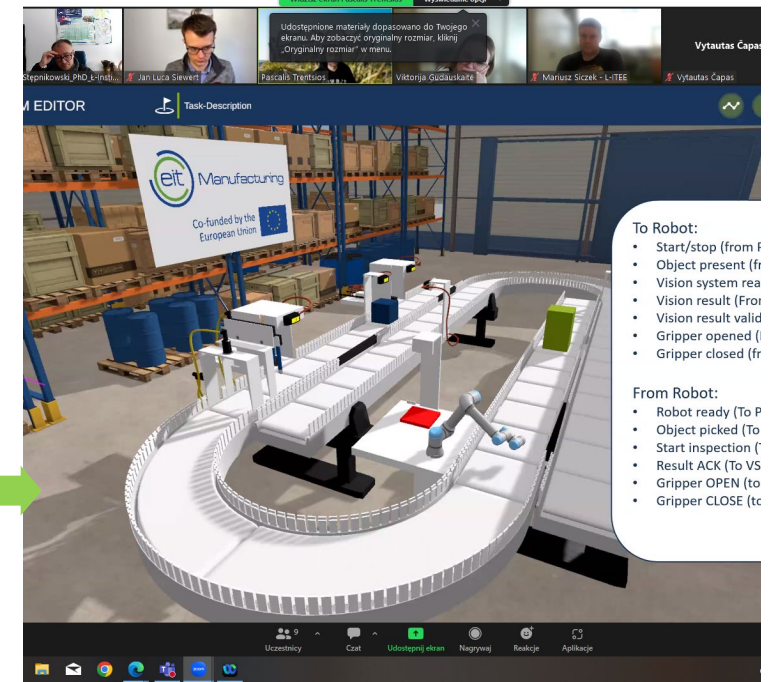 Udostępnione materiały dopasowano do Twojego
ekranu. Aby zobaczyć oryginalny rozmiar, kliknij
„Oryginalny rozmiar" w menu.
Stępnikowski_PhD_Ł-Insti...
Jan Luca Siewert
Pascalis Trentsios
Viktorija Gudauskaitė
Mariusz Siczek - Ł-ITEE
Vytautas Čapas
Vytautas Čapas
M EDITOR
Task-Description
eit Manufacturing
Co-funded by the
European Union
To Robot:
• Start/stop (from P
• Object present (fr
• Vision system rea
• Vision result (From
• Vision result valid
• Gripper opened (
• Gripper closed (fr
From Robot:
• Robot ready (To P
• Object picked (To
• Start inspection (T
• Result ACK (To VS
• Gripper OPEN (to
• Gripper CLOSE (to
9
Uczestnicy
Czat
Udostępnij ekran
Nagrywaj
Reakcje
Aplikacje